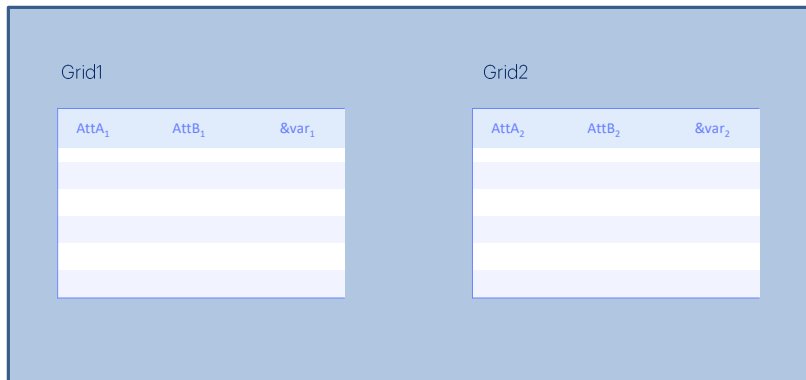 Grid1
Grid2
AttA₁ AttB₁ &var₁
AttA₂ AttB₂ &var₂